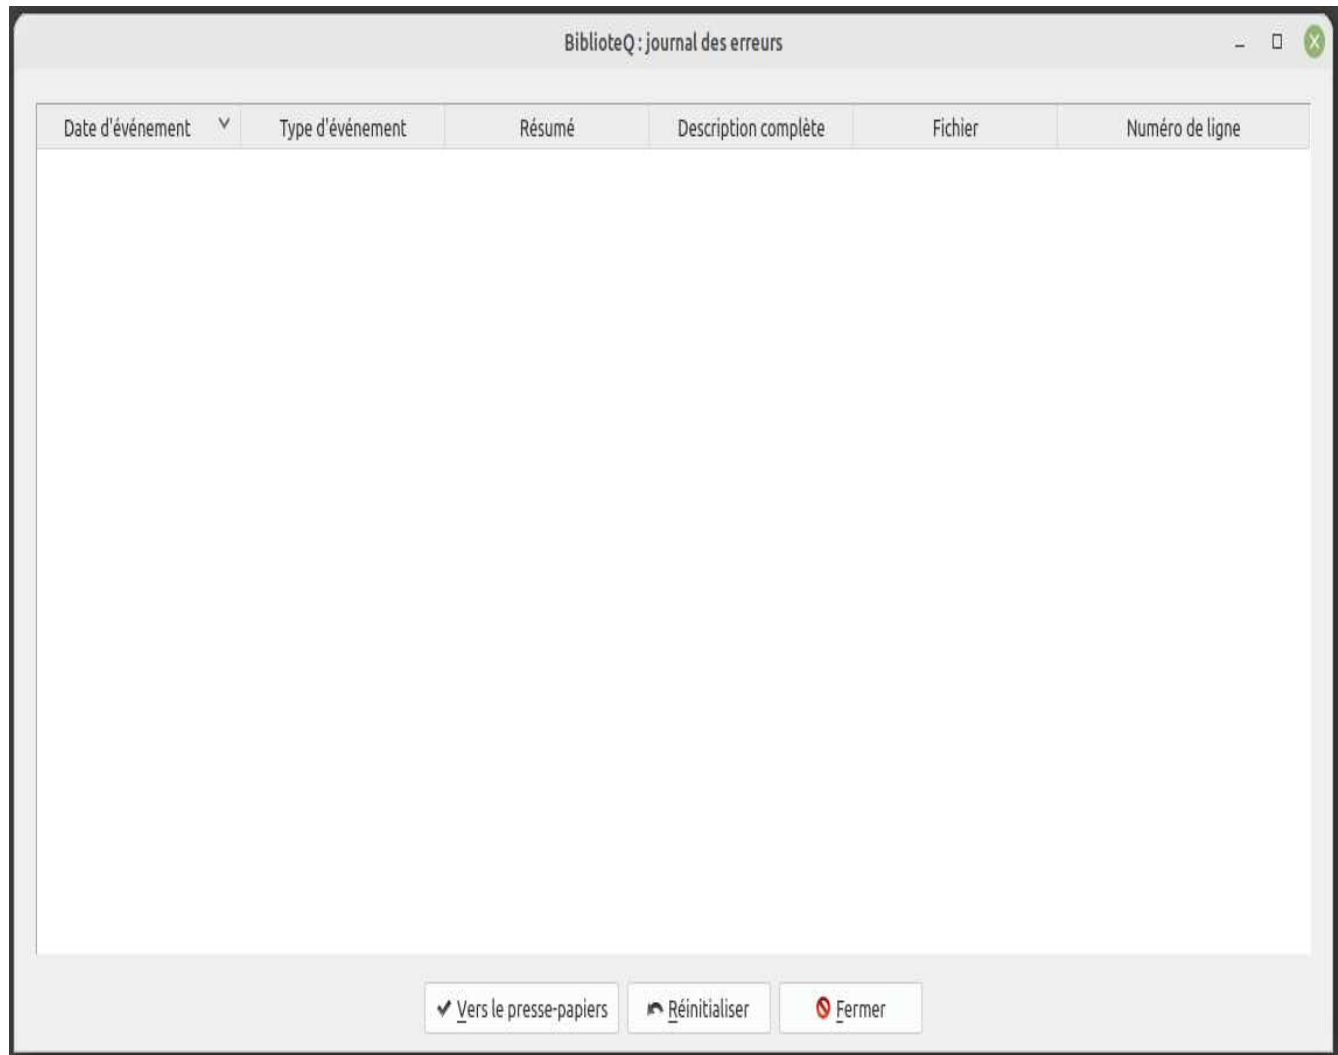 BiblioteQ : journal des erreurs
Date d'événement Type d'événement Résumé Description complète Fichier Numéro de ligne
Vers le presse-papiers Réinitialiser Fermer